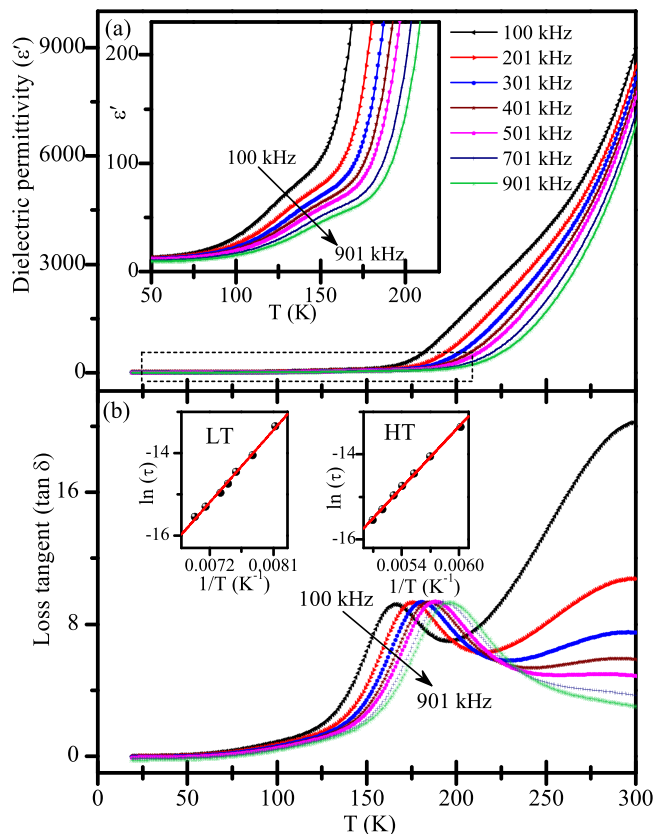 (a)
9000
6000
3000
0
Dielectric permittivity (ε′)
200
100
0
ε′
50 100 150 200
T (K)
100 kHz
901 kHz
100 kHz
201 kHz
301 kHz
401 kHz
501 kHz
701 kHz
901 kHz
(b)
16
8
0
Loss tangent (tan δ)
LT
-14
-16
ln (τ)
0.0072 0.0081
1/T (K-1)
HT
-14
-16
ln (τ)
0.0054 0.0060
1/T (K-1)
100 kHz
901 kHz
0 50 100 150 200 250 300
T (K)